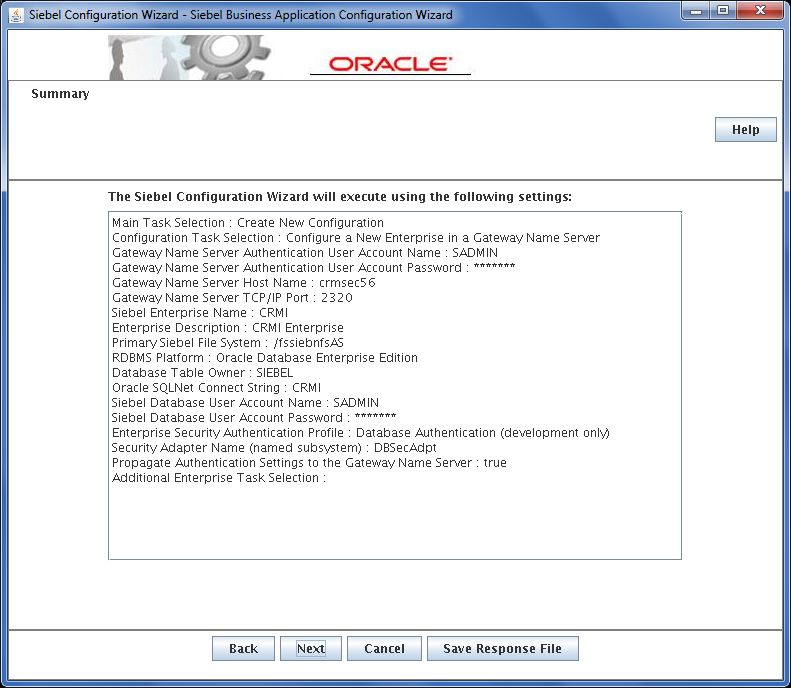 Siebel Configuration Wizard - Siebel Business Application Configuration Wizard
ORACLE
Summary
Help
The Siebel Configuration Wizard will execute using the following settings:
Main Task Selection : Create New Configuration
Configuration Task Selection : Configure a New Enterprise in a Gateway Name Server
Gateway Name Server Authentication User Account Name : SADMIN
Gateway Name Server Authentication User Account Password : *******
Gateway Name Server Host Name : crmsec56
Gateway Name Server TCP/IP Port : 2320
Siebel Enterprise Name : CRMI
Enterprise Description : CRMI Enterprise
Primary Siebel File System : /fssiebnfsAS
RDBMS Platform : Oracle Database Enterprise Edition
Database Table Owner : SIEBEL
Oracle SQLNet Connect String : CRMI
Siebel Database User Account Name : SADMIN
Siebel Database User Account Password : *******
Enterprise Security Authentication Profile : Database Authentication (development only)
Security Adapter Name (named subsystem) : DBSecAdpt
Propagate Authentication Settings to the Gateway Name Server : true
Additional Enterprise Task Selection :
Back Next Cancel Save Response File